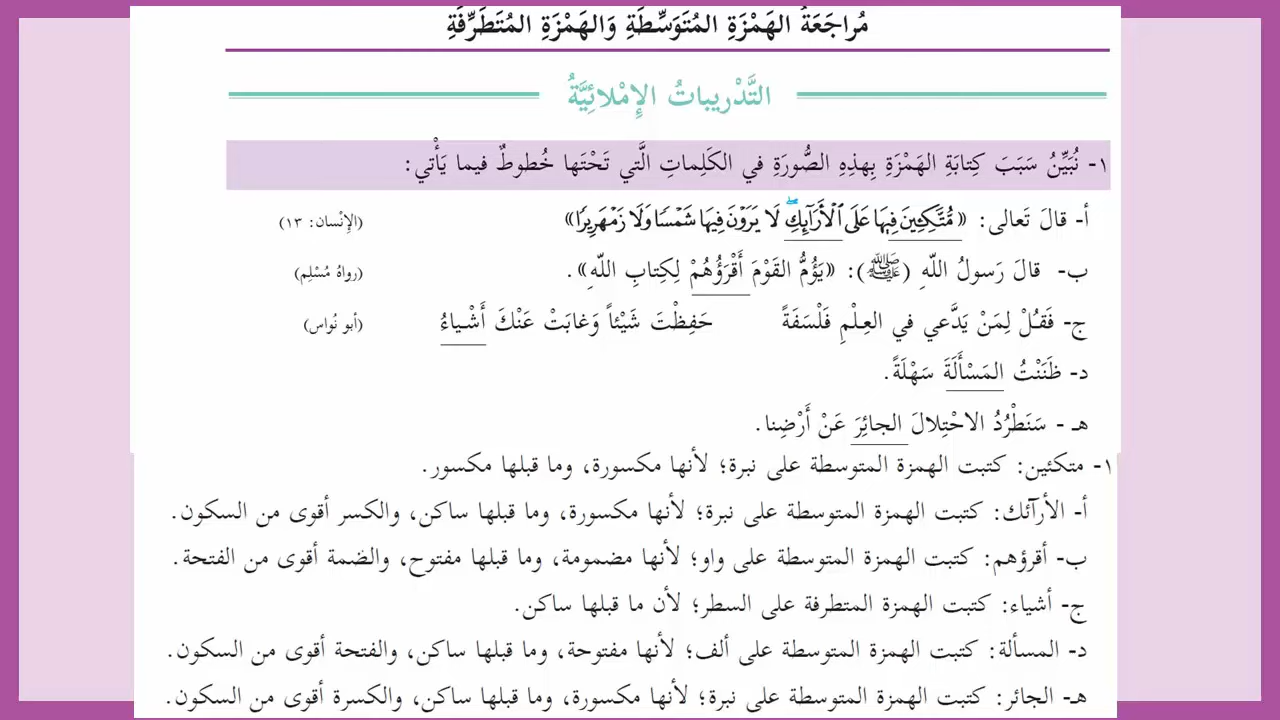 مُراجَعَةُ الهَمْزَةِ المُتَوَسِّطَةِ وَالهَمْزَةِ المُتَطَرِّفَةِ
التَّدْريباتُ الإِمْلائِيَّةُ
١- نُبَيِّنُ سَبَبَ كِتابَةِ الهَمْزَةِ بِهذِهِ الصُّورَةِ في الكَلِماتِ الَّتي تَحْتَها خُطوطٌ فيما يَأْتي:
أ- قالَ تَعالى: «مُّتَّكِـِٔينَ فِيهَا عَلَى ٱلْأَرَآئِكِۖ لَا يَرَوْنَ فِيهَا شَمْسًا وَلَا زَمْهَرِيرًا» (الإِنْسان: ١٣)
ب- قالَ رَسولُ اللّهِ (ﷺ): «يَؤُمُّ القَوْمَ أَقْرَؤُهُمْ لِكِتابِ اللّهِ». (رواهُ مُسْلِم)
ج- فَقُـلْ لِمَنْ يَدَّعي في العِـلْمِ فَلْسَفَةً حَفِظْتَ شَيْئاً وَغابَتْ عَنْكَ أَشْـياءُ (أبو نُواس)
د- ظَنَنْتُ المَسْأَلَةَ سَهْلَةً.
هـ - سَنَطْرُدُ الاحْتِلالَ الجائِرَ عَنْ أَرْضِنا.
١- متكئين: كتبت الهمزة المتوسطة على نبرة؛ لأنها مكسورة، وما قبلها مكسور.
أ- الأرآئك: كتبت الهمزة المتوسطة على نبرة؛ لأنها مكسورة، وما قبلها ساكن، والكسر أقوى من السكون.
ب- أقرؤهم: كتبت الهمزة المتوسطة على واو؛ لأنها مضمومة، وما قبلها مفتوح، والضمة أقوى من الفتحة.
ج- أشياء: كتبت الهمزة المتطرفة على السطر؛ لأن ما قبلها ساكن.
د- المسألة: كتبت الهمزة المتوسطة على ألف؛ لأنها مفتوحة، وما قبلها ساكن، والفتحة أقوى من السكون.
هـ- الجائر: كتبت الهمزة المتوسطة على نبرة؛ لأنها مكسورة، وما قبلها ساكن، والكسرة أقوى من السكون.